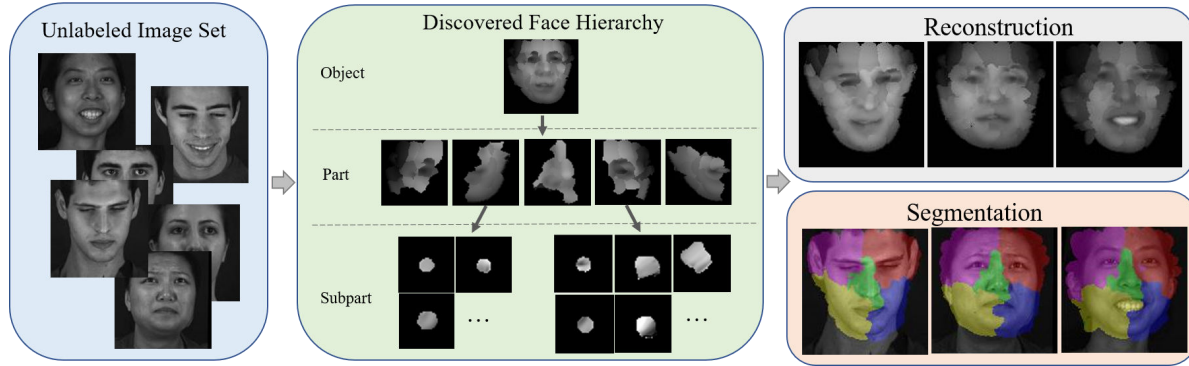 Unlabeled Image Set
Discovered Face Hierarchy
Object
Part
Subpart
...
...
Reconstruction
Segmentation